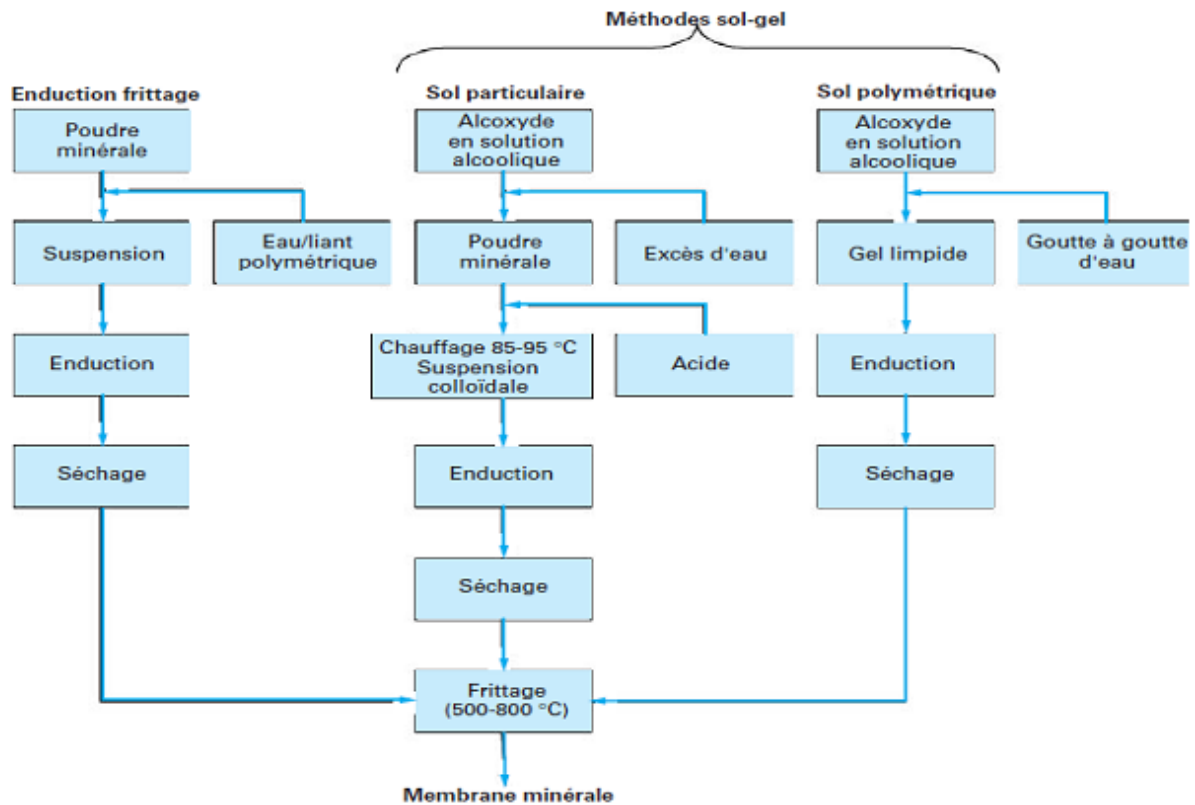 Méthodes sol-gel
Enduction frittage
Poudre
minérale
Suspension
Eau/liant
polymétrique
Enduction
Séchage
Sol particulaire
Alcoxyde
en solution
alcoolique
Poudre
minérale
Excès d'eau
Chauffage 85-95 °C
Suspension
colloïdale
Acide
Enduction
Séchage
Sol polymétrique
Alcoxyde
en solution
alcoolique
Gel limpide
Goutte à goutte
d'eau
Enduction
Séchage
Frittage
(500-800 °C)
Membrane minérale